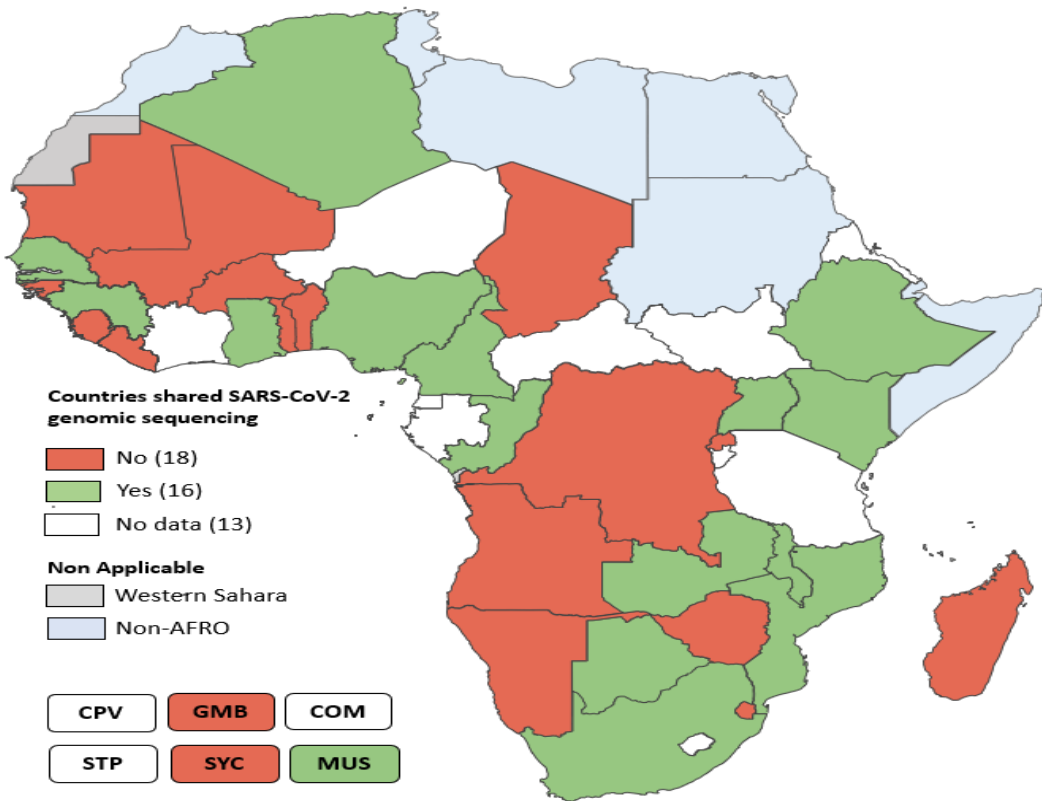 Countries shared SARS-CoV-2
genomic sequencing
No (18)
Yes (16)
No data (13)
Non Applicable
Western Sahara
Non-AFRO
CPV GMB COM
STP SYC MUS